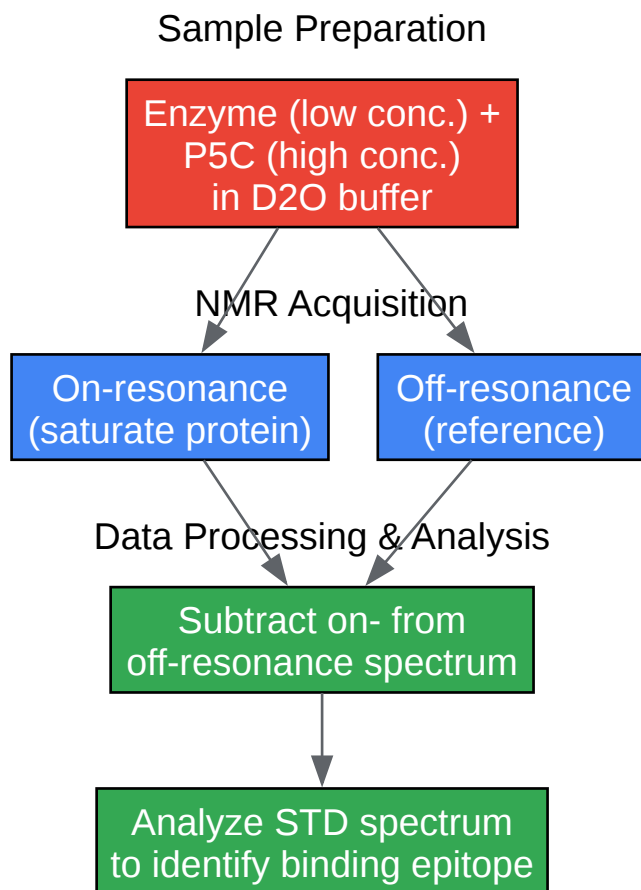 Sample Preparation
Enzyme (low conc.) +
P5C (high conc.)
in D2O buffer
NMR Acquisition
On-resonance
(saturate protein)
Off-resonance
(reference)
Data Processing & Analysis
Subtract on- from
off-resonance spectrum
Analyze STD spectrum
to identify binding epitope